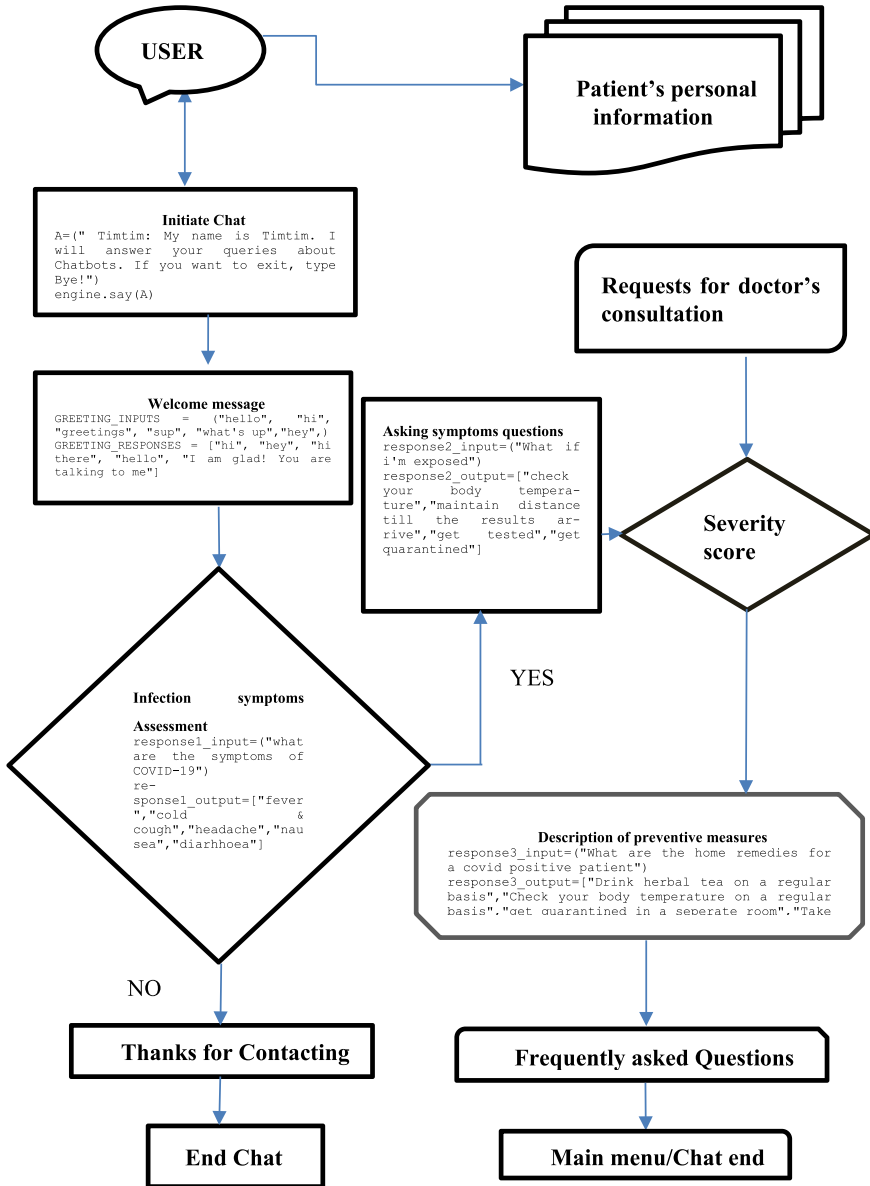 USER
Patient's personal
information
Initiate Chat
A=(" Timtim: My name is Timtim. I
will answer your queries about
Chatbots. If you want to exit, type
Bye!")
engine.say(A)
Requests for doctor's
consultation
Welcome message
GREETING_INPUTS = ("hello", "hi",
"greetings", "sup", "what's up","hey",)
GREETING_RESPONSES = ["hi", "hey", "hi
there", "hello", "I am glad! You are
talking to me"]
Asking symptoms questions
response2_input=("What if
i'm exposed")
response2_output=["check
your body tempera-
ture","maintain distance
till the results ar-
rive","get tested","get
quarantined"]
Severity
score
YES
Infection symptoms
Assessment
response1_input=("what
are the symptoms of
COVID-19")
re-
sponse1_output=["fever
","cold &
cough","headache","nau
sea","diarhhoea"]
Description of preventive measures
response3_input=("What are the home remedies for
a covid positive patient")
response3_output=["Drink herbal tea on a regular
basis","Check your body temperature on a regular
basis","get quarantined in a seperate room","Take
NO
Thanks for Contacting
Frequently asked Questions
End Chat
Main menu/Chat end